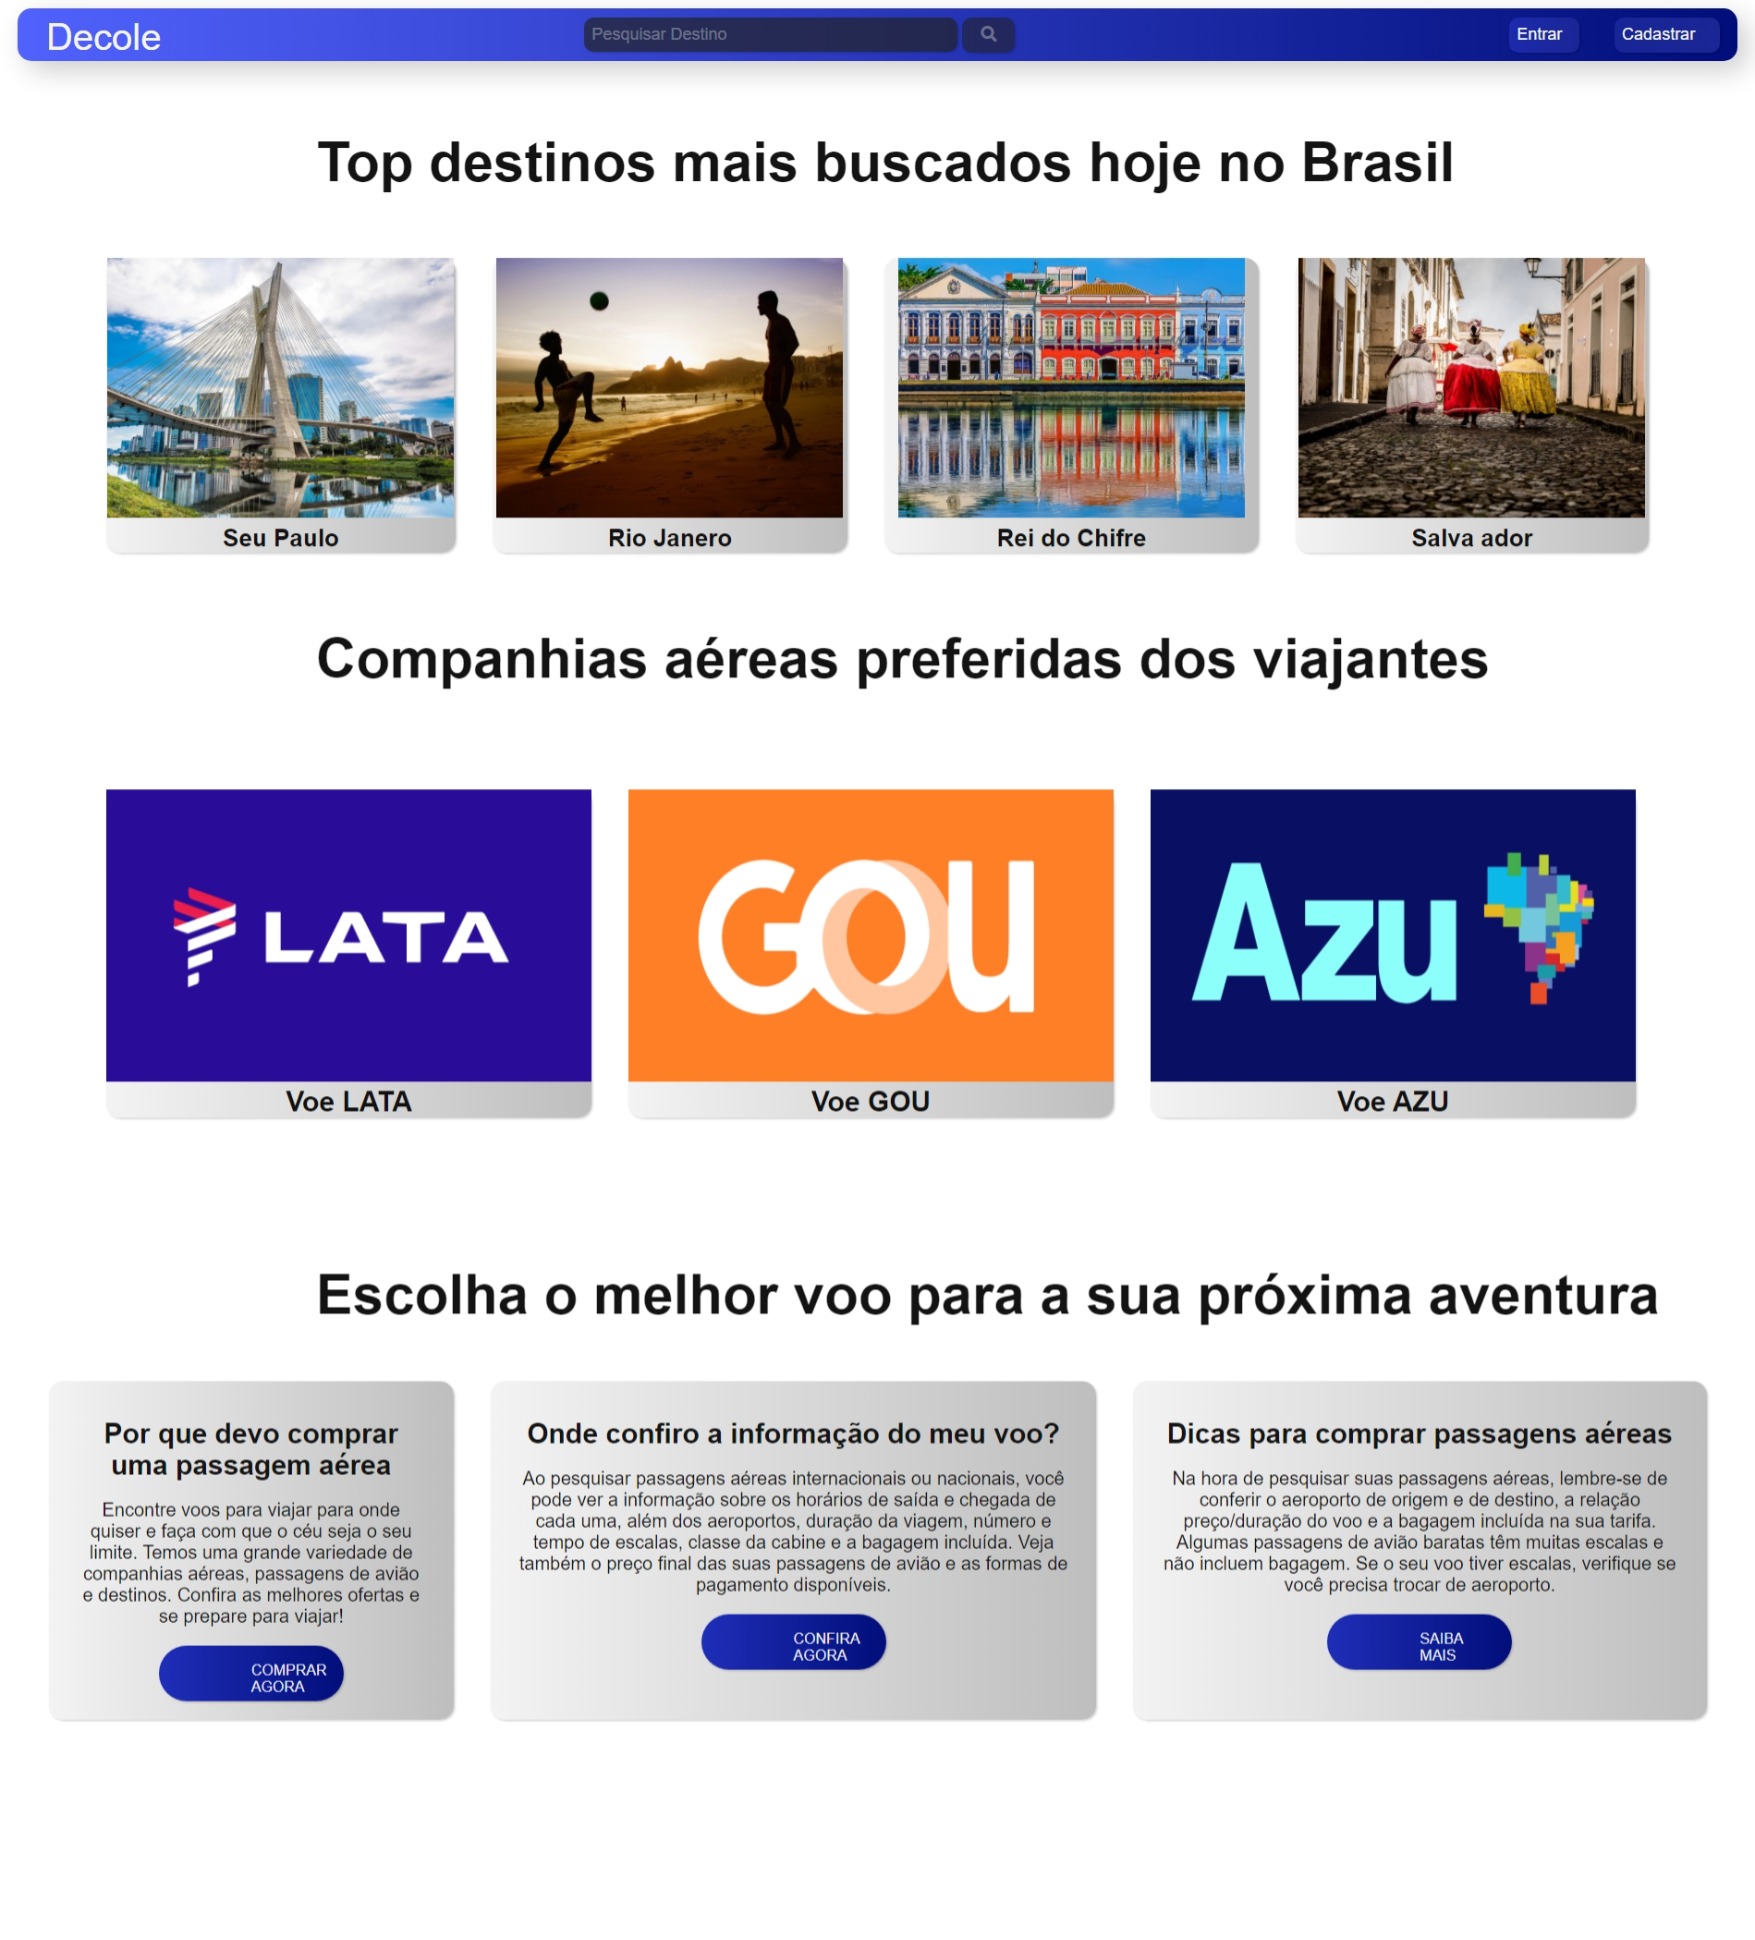 Decole
Pesquisar Destino
Entrar
Cadastrar
Top destinos mais buscados hoje no Brasil
Seu Paulo
Rio Janero
Rei do Chifre
Salva ador
Companhias aéreas preferidas dos viajantes
LATA
GOU
Azu
Voe LATA
Voe GOU
Voe AZU
Escolha o melhor voo para a sua próxima aventura
Por que devo comprar
uma passagem aérea
Encontre voos para viajar para onde
quiser e faça com que o céu seja o seu
limite. Temos uma grande variedade de
companhias aéreas, passagens de avião
e destinos. Confira as melhores ofertas e
se prepare para viajar!
COMPRAR
AGORA
Onde confiro a informação do meu voo?
Ao pesquisar passagens aéreas internacionais ou nacionais, você
pode ver a informação sobre os horários de saída e chegada de
cada uma, além dos aeroportos, duração da viagem, número e
tempo de escalas, classe da cabine e a bagagem incluída. Veja
também o preço final das suas passagens de avião e as formas de
pagamento disponíveis.
CONFIRA
AGORA
Dicas para comprar passagens aéreas
Na hora de pesquisar suas passagens aéreas, lembre-se de
conferir o aeroporto de origem e de destino, a relação
preço/duração do voo e a bagagem incluída na sua tarifa.
Algumas passagens de avião baratas têm muitas escalas e
não incluem bagagem. Se o seu voo tiver escalas, verifique se
você precisa trocar de aeroporto.
SAIBA
MAIS